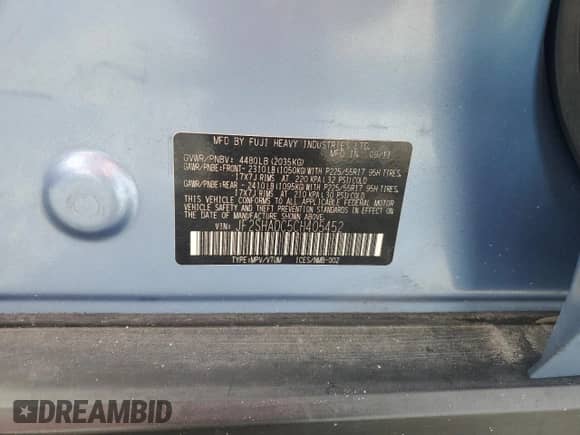 MFD BY FUJI HEAVY INDUSTRIES LTD.
GVWR/PNBV: 4480LB(2035KG) MFD IN 09/11
GAWR/PNBE:FRONT- 2310LB(1050KG)WITH P225/55R17 95H TIRES.
17X7J RIMS AT 220 KPA(32 PSI)COLD
GAWR/PNBE:REAR - 2410LB(1095KG)WITH P225/55R17 95H TIRES.
17X7J RIMS AT 210 KPA(30 PSI)COLD
THIS VEHICLE CONFORMS TO ALL APPLICABLE FEDERAL MOTOR
VEHICLE SAFETY AND THEFT PREVENTION STANDARDS IN EFFECT
ON THE DATE OF MANUFACTURE SHOWN ABOVE.
VIN: JF2SHADC5CH405452
TYPE:MPV/VTUM ICES/NMB-002
DREAMBID